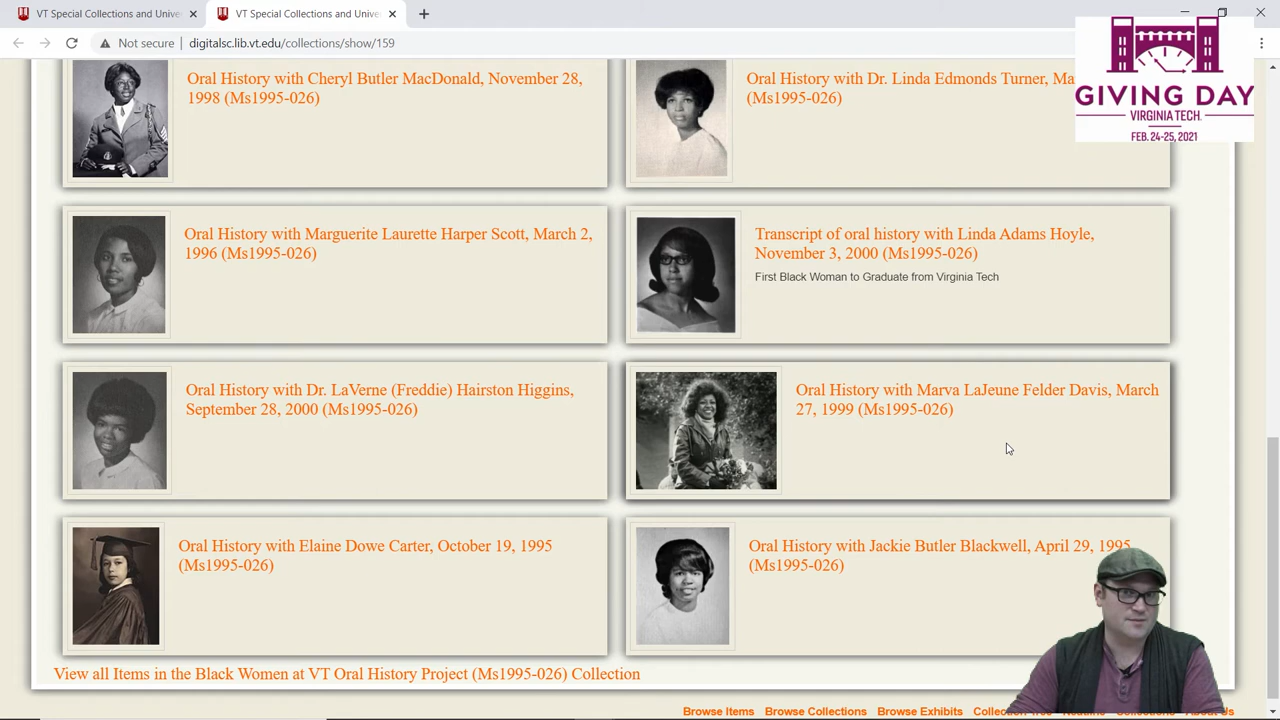 VT Special Collections and Unive
VT Special Collections and Unive
Not secure
digitalsc.lib.vt.edu/collections/show/159
GIVING DAY
VIRGINIA TECH.
FEB. 24-25, 2021
Oral History with Cheryl Butler MacDonald, November 28,
1998 (Ms1995-026)
Oral History with Dr. Linda Edmonds Turner, Ma
(Ms1995-026)
Oral History with Marguerite Laurette Harper Scott, March 2,
1996 (Ms1995-026)
Transcript of oral history with Linda Adams Hoyle,
November 3, 2000 (Ms1995-026)
First Black Woman to Graduate from Virginia Tech
Oral History with Dr. LaVerne (Freddie) Hairston Higgins,
September 28, 2000 (Ms1995-026)
Oral History with Marva LaJeune Felder Davis, March
27, 1999 (Ms1995-026)
Oral History with Elaine Dowe Carter, October 19, 1995
(Ms1995-026)
Oral History with Jackie Butler Blackwell, April 29, 1995
(Ms1995-026)
View all Items in the Black Women at VT Oral History Project (Ms1995-026) Collection
Browse Items Browse Collections Browse Exhibits